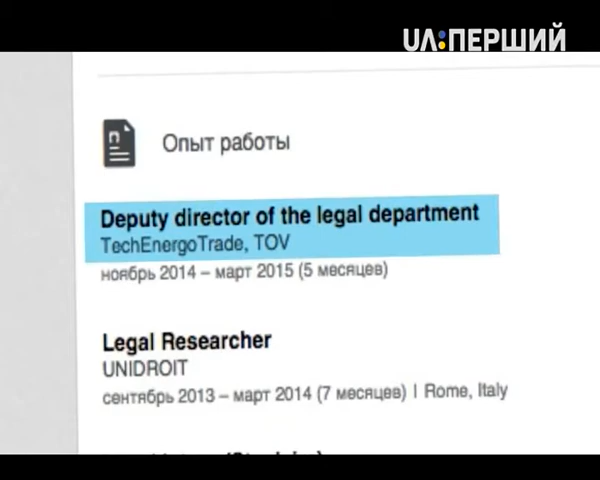 UA:ПЕРШИЙ
Опыт работы
Deputy director of the legal department
TechEnergoTrade, TOV
ноябрь 2014 – март 2015 (5 месяцев)
Legal Researcher
UNIDROIT
сентябрь 2013 – март 2014 (7 месяцев) | Rome, Italy